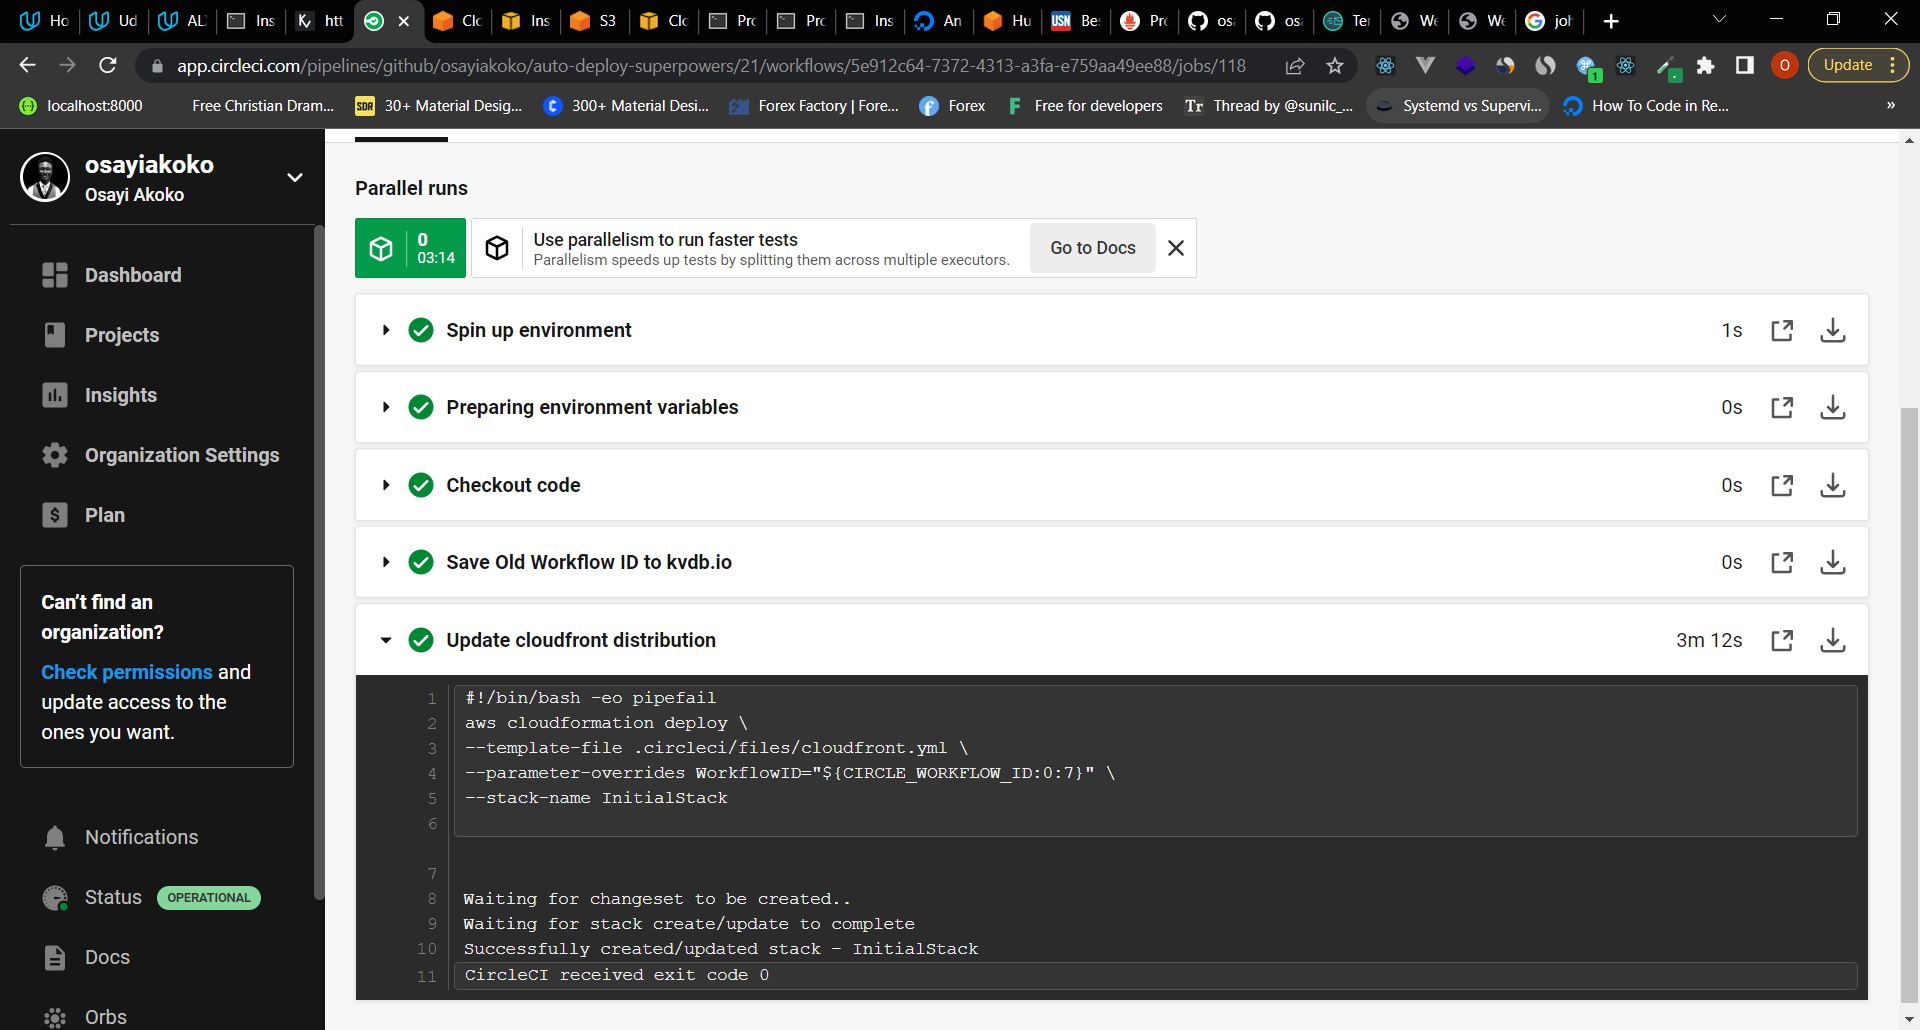 Ho
Ud
AL
Ins
htt
Clo
Ins
S3
Clo
Pro
Pro
Ins
An
Hu
Be
Pro
os
os
Ter
We
We
joh
app.circleci.com/pipelines/github/osayiakoko/auto-deploy-superpowers/21/workflows/5e912c64-7372-4313-a3fa-e759aa49ee88/jobs/118
1
O
Update
localhost:8000
Free Christian Dram...
SDR
30+ Material Desig...
300+ Material Desi...
Forex Factory | Fore...
Forex
Free for developers
Tr
Thread by @sunilc_...
Systemd vs Supervi...
How To Code in Re...
»
osayiakoko
Osayi Akoko
Dashboard
Projects
Insights
Organization Settings
Plan
Can't find an
organization?
Check permissions and
update access to the
ones you want.
Notifications
Status OPERATIONAL
Docs
Orbs
Parallel runs
0
03:14
Use parallelism to run faster tests
Parallelism speeds up tests by splitting them across multiple executors.
Go to Docs
Spin up environment 1s
Preparing environment variables 0s
Checkout code 0s
Save Old Workflow ID to kvdb.io 0s
Update cloudfront distribution 3m 12s
1 #!/bin/bash -eo pipefail
2 aws cloudformation deploy \
3 --template-file .circleci/files/cloudfront.yml \
4 --parameter-overrides WorkflowID="${CIRCLE_WORKFLOW_ID:0:7}" \
5 --stack-name InitialStack
6
7
8 Waiting for changeset to be created..
9 Waiting for stack create/update to complete
10 Successfully created/updated stack - InitialStack
11 CircleCI received exit code 0